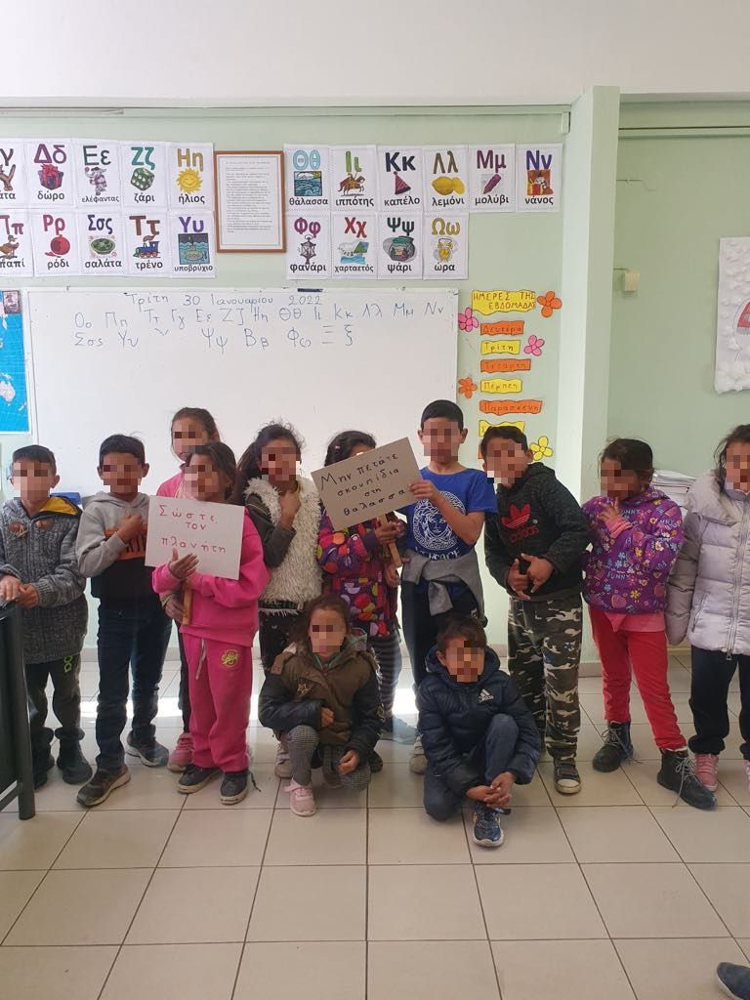 Δδ Εε Ζζ Ηη Θθ Ιι Κκ Λλ Μμ Νν
δώρο ελέφαντας ζάρι ήλιος θάλασσα ιππότης καπέλο λεμόνι μολύβι νάνος
Ππ Ρρ Σσς Ττ Υυ Φφ Χχ Ψψ Ωω
παπί ρόδι σαλάτα τρένο υποβρύχιο φανάρι χαρταετός ψάρι ώρα
Τρίτη 30 Ιανουαρίου 2022
Οο Ππ Ττ Γγ Εε Ζζ Ηη Θθ Ιι Κκ Λλ Μμ Νν
Σσς Υυ Ψψ Ββ Φφ Ξ ξ
ΗΜΕΡΕΣ ΤΗΣ
ΕΒΔΟΜΑΔΑΣ
Δευτέρα
Τρίτη
Τετάρτη
Πέμπτη
Παρασκευή
Σώστε
τον
πλανήτη
Μην πετάτε
σκουπίδια
στη
θάλασσα
VERSACE
adidas
adidas
FUNNY